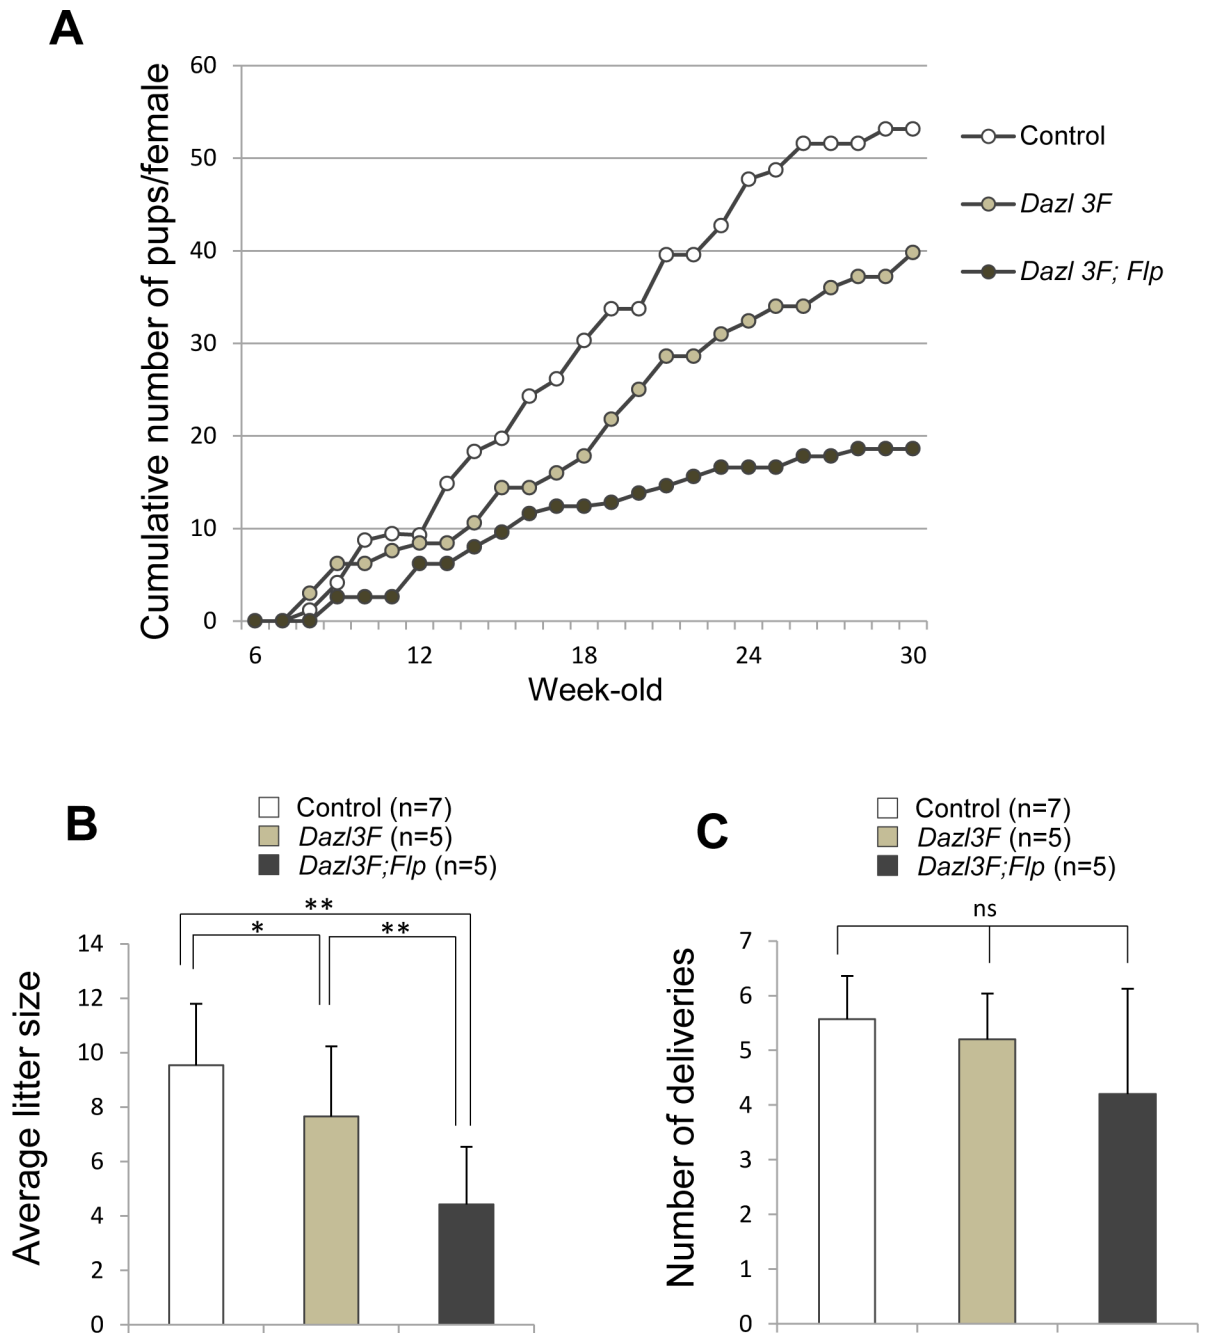 A
Cumulative number of pups/female
60
50
40
30
20
10
0
6 12 18 24 30
Week-old
Control
Dazl 3F
Dazl 3F; Flp
B
Control (n=7)
Dazl3F (n=5)
Dazl3F;Flp (n=5)
**
* **
Average litter size
14
12
10
8
6
4
2
0
C
Control (n=7)
Dazl3F (n=5)
Dazl3F;Flp (n=5)
ns
Number of deliveries
7
6
5
4
3
2
1
0